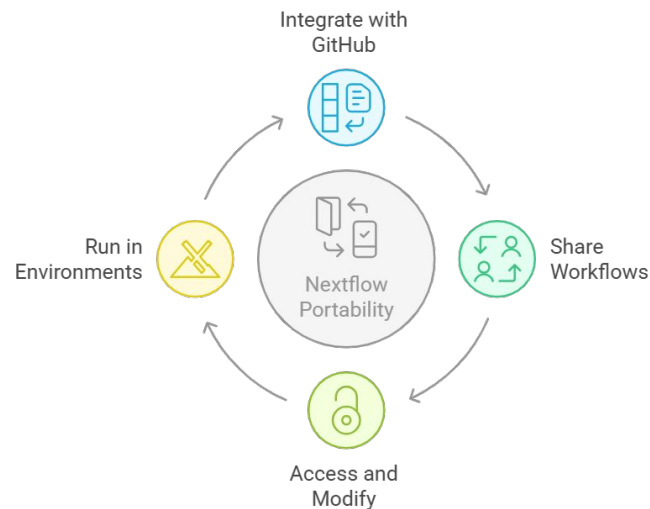 Integrate with
GitHub
Run in
Environments
Share
Workflows
Nextflow
Portability
Access and
Modify